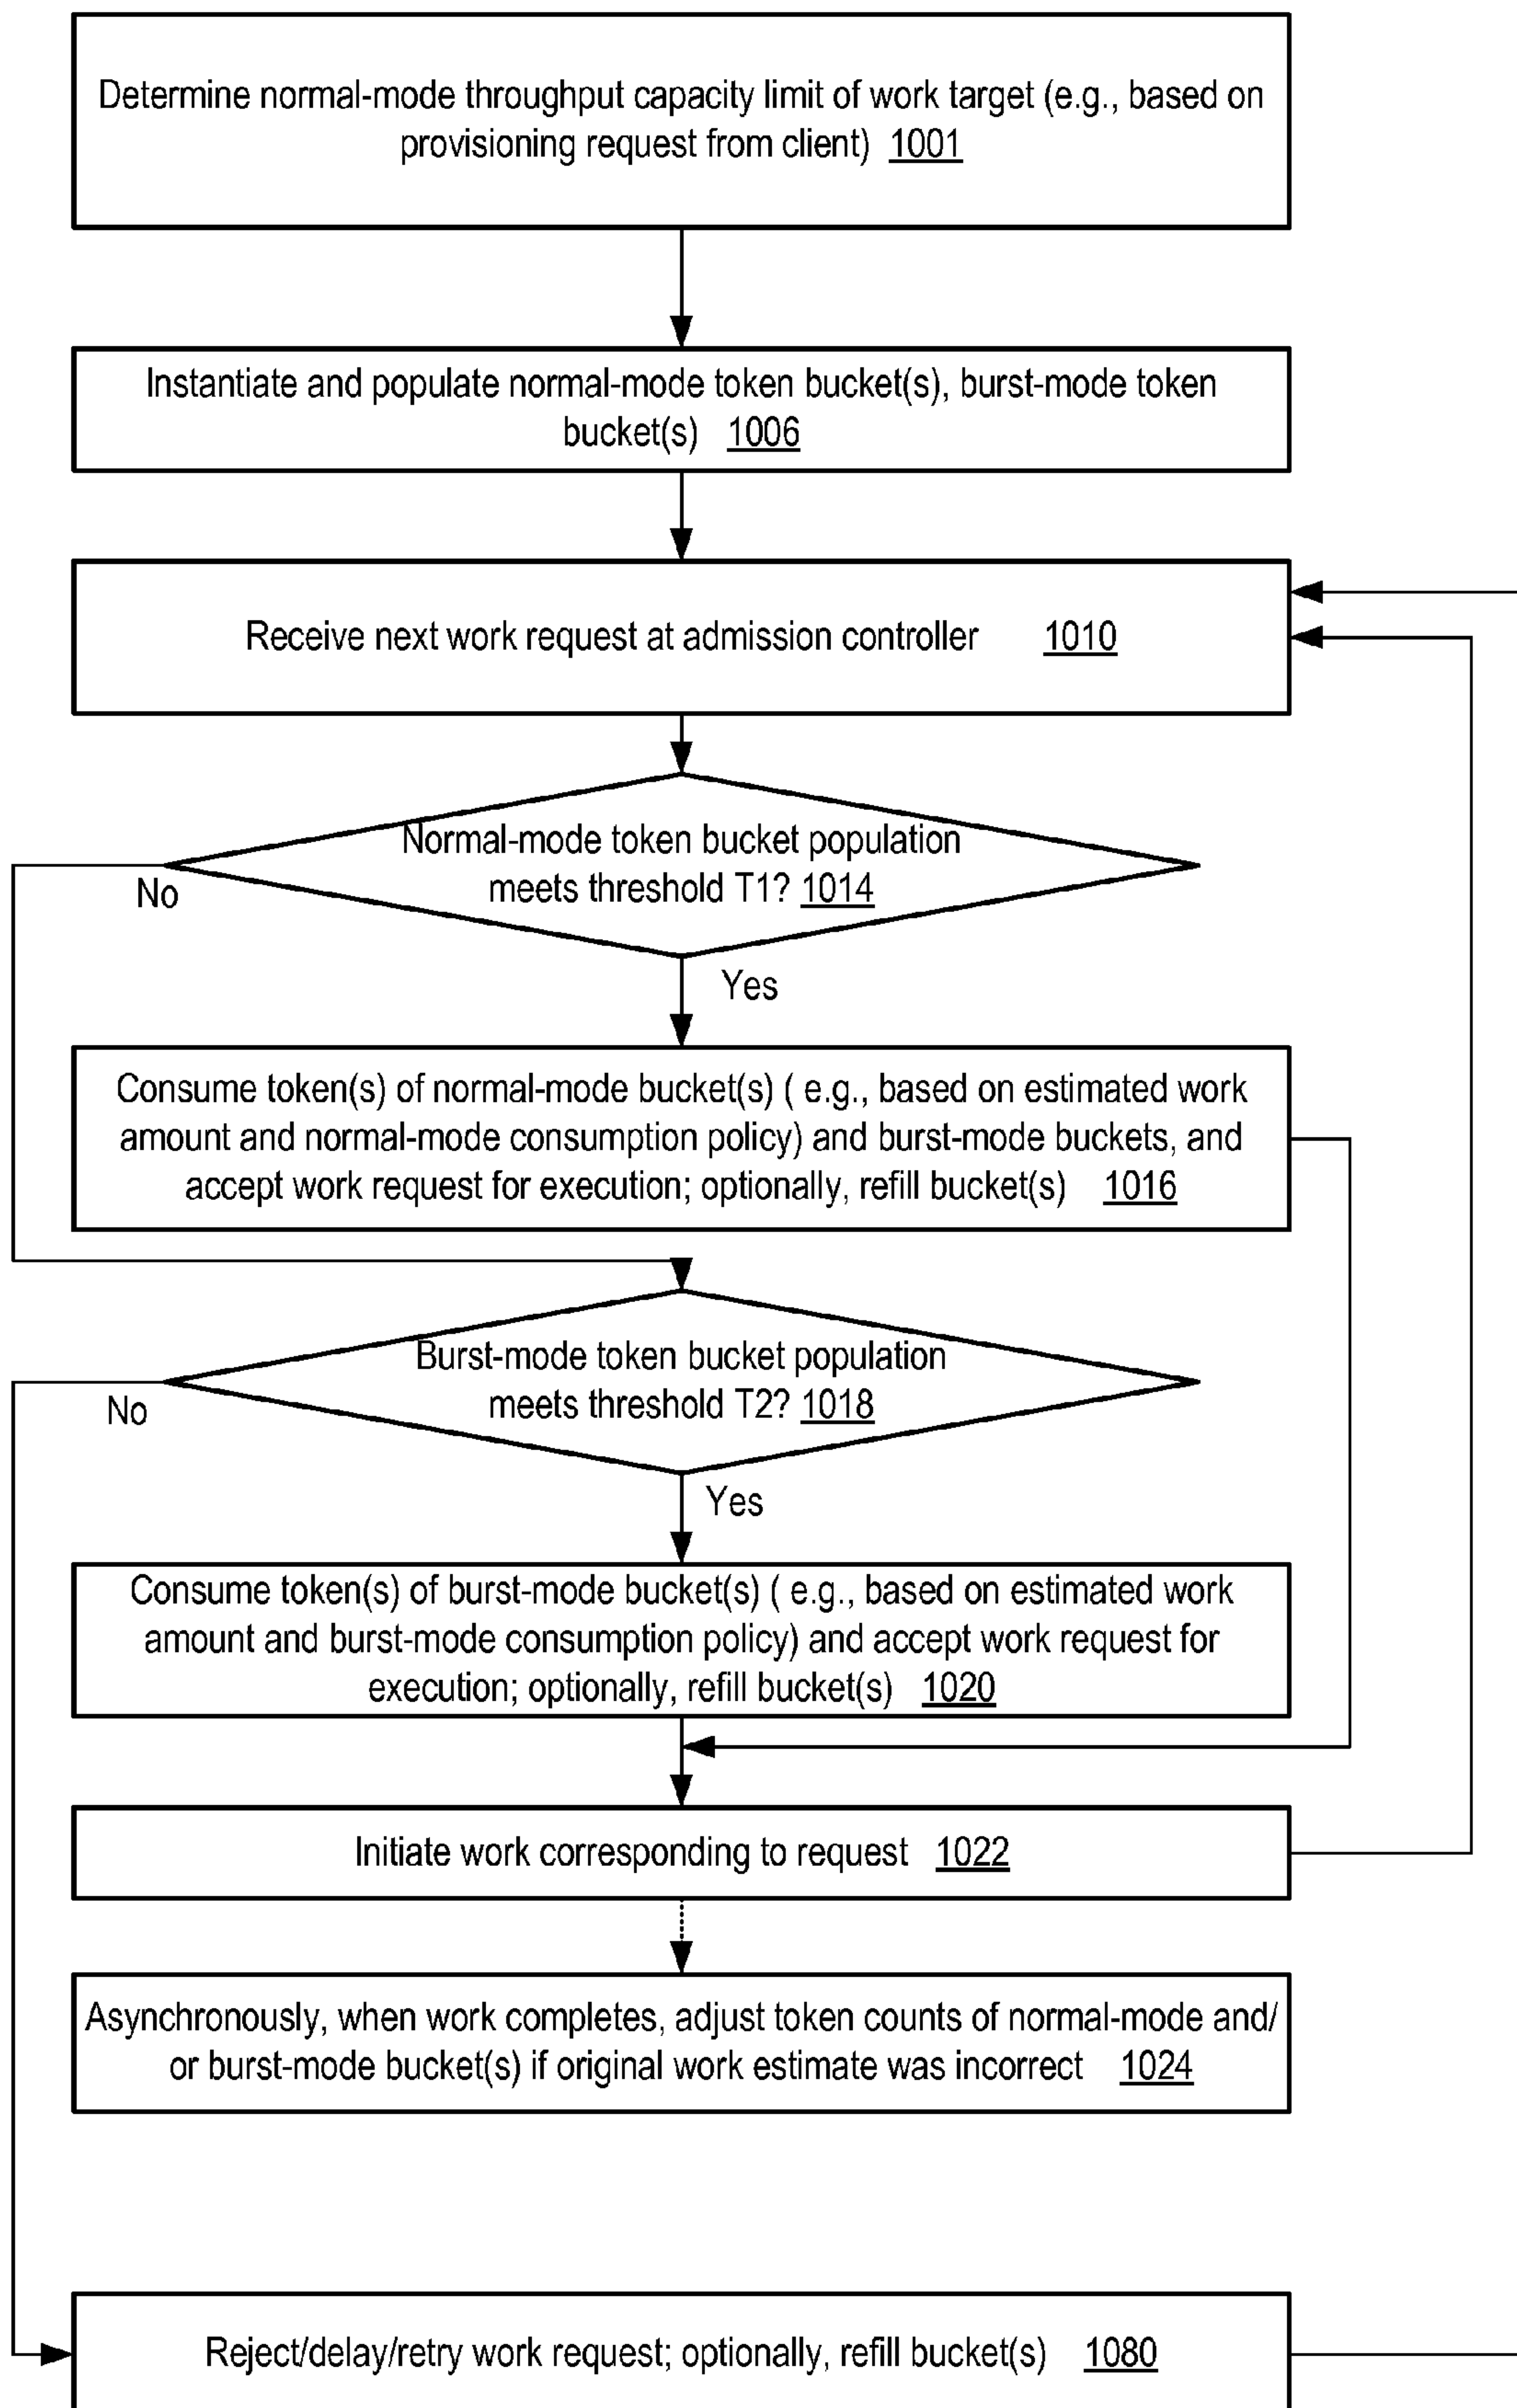 Determine normal-mode throughput capacity limit of work target (e.g., based on
provisioning request from client) 1001
Instantiate and populate normal-mode token bucket(s), burst-mode token
bucket(s) 1006
Receive next work request at admission controller 1010
Normal-mode token bucket population
meets threshold T1? 1014
No
Yes
Consume token(s) of normal-mode bucket(s) ( e.g., based on estimated work
amount and normal-mode consumption policy) and burst-mode buckets, and
accept work request for execution; optionally, refill bucket(s) 1016
Burst-mode token bucket population
meets threshold T2? 1018
No
Yes
Consume token(s) of burst-mode bucket(s) ( e.g., based on estimated work
amount and burst-mode consumption policy) and accept work request for
execution; optionally, refill bucket(s) 1020
Initiate work corresponding to request 1022
Asynchronously, when work completes, adjust token counts of normal-mode and/
or burst-mode bucket(s) if original work estimate was incorrect 1024
Reject/delay/retry work request; optionally, refill bucket(s) 1080